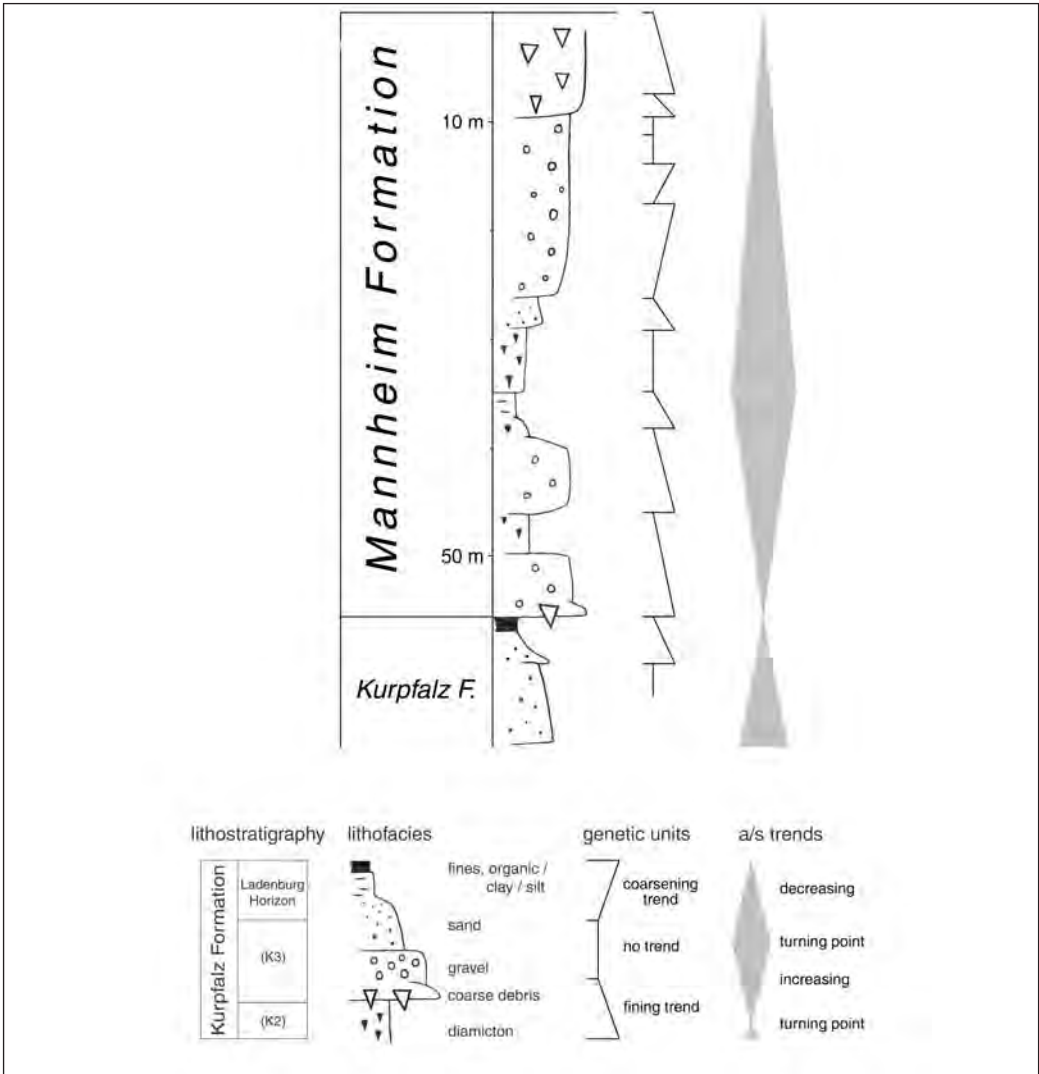 Mannheim Formation
10 m
50 m
Kurpfalz F.
lithostratigraphy
Kurpfalz Formation
Ladenburg
Horizon
(K3)
(K2)
lithofacies
fines, organic /
clay / silt
sand
gravel
coarse debris
diamicton
genetic units
coarsening
trend
no trend
fining trend
a/s trends
decreasing
turning point
increasing
turning point